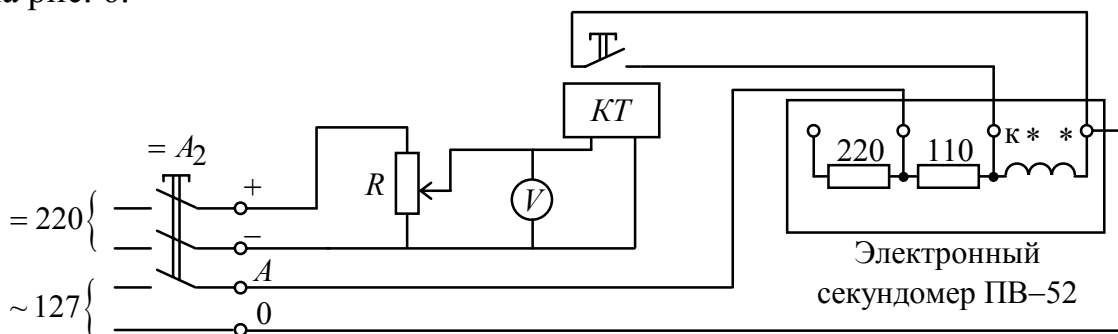 на рис. 6.
KT
= A2
220
110
к * *
+
R
V
= 220
−
Электронный
A
секундомер ПВ−52
~ 127
0